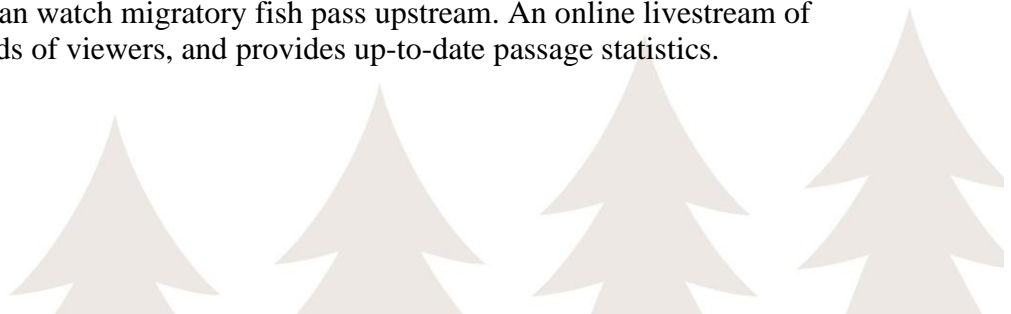 an watch migratory fish pass upstream. An online livestream of
ds of viewers, and provides up-to-date passage statistics.